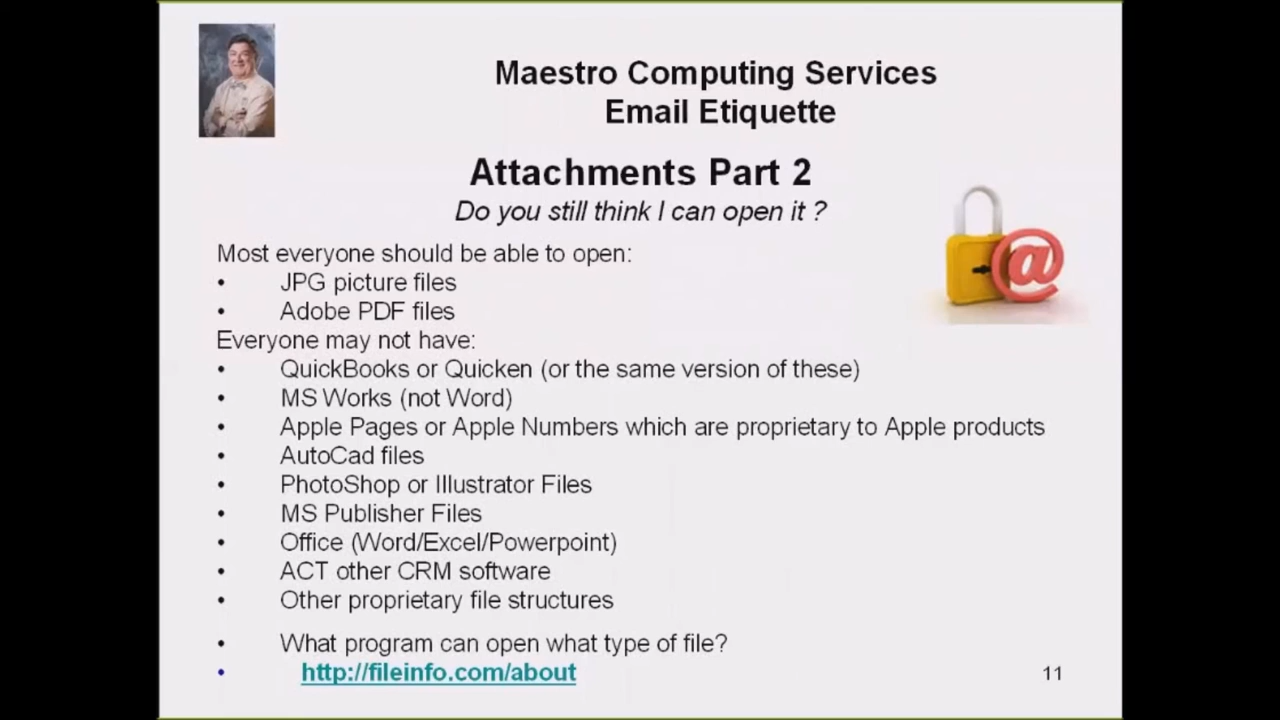 Maestro Computing Services
Email Etiquette
Attachments Part 2
Do you still think I can open it ?
Most everyone should be able to open:
• JPG picture files
• Adobe PDF files
Everyone may not have:
• QuickBooks or Quicken (or the same version of these)
• MS Works (not Word)
• Apple Pages or Apple Numbers which are proprietary to Apple products
• AutoCad files
• PhotoShop or Illustrator Files
• MS Publisher Files
• Office (Word/Excel/Powerpoint)
• ACT other CRM software
• Other proprietary file structures
• What program can open what type of file?
• http://fileinfo.com/about
11
@